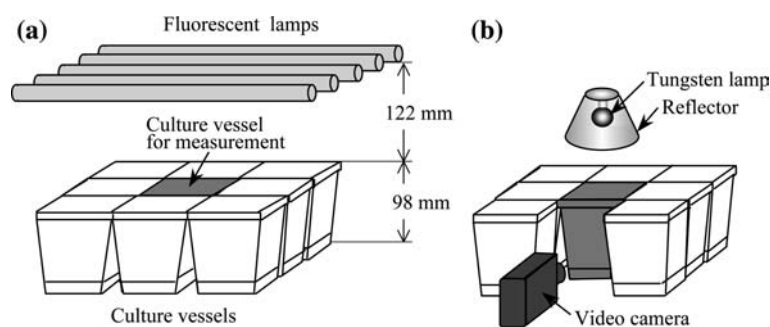 (a)
Fluorescent lamps
122 mm
Culture vessel
for measurement
98 mm
Culture vessels
(b)
Tungsten lamp
Reflector
Video camera